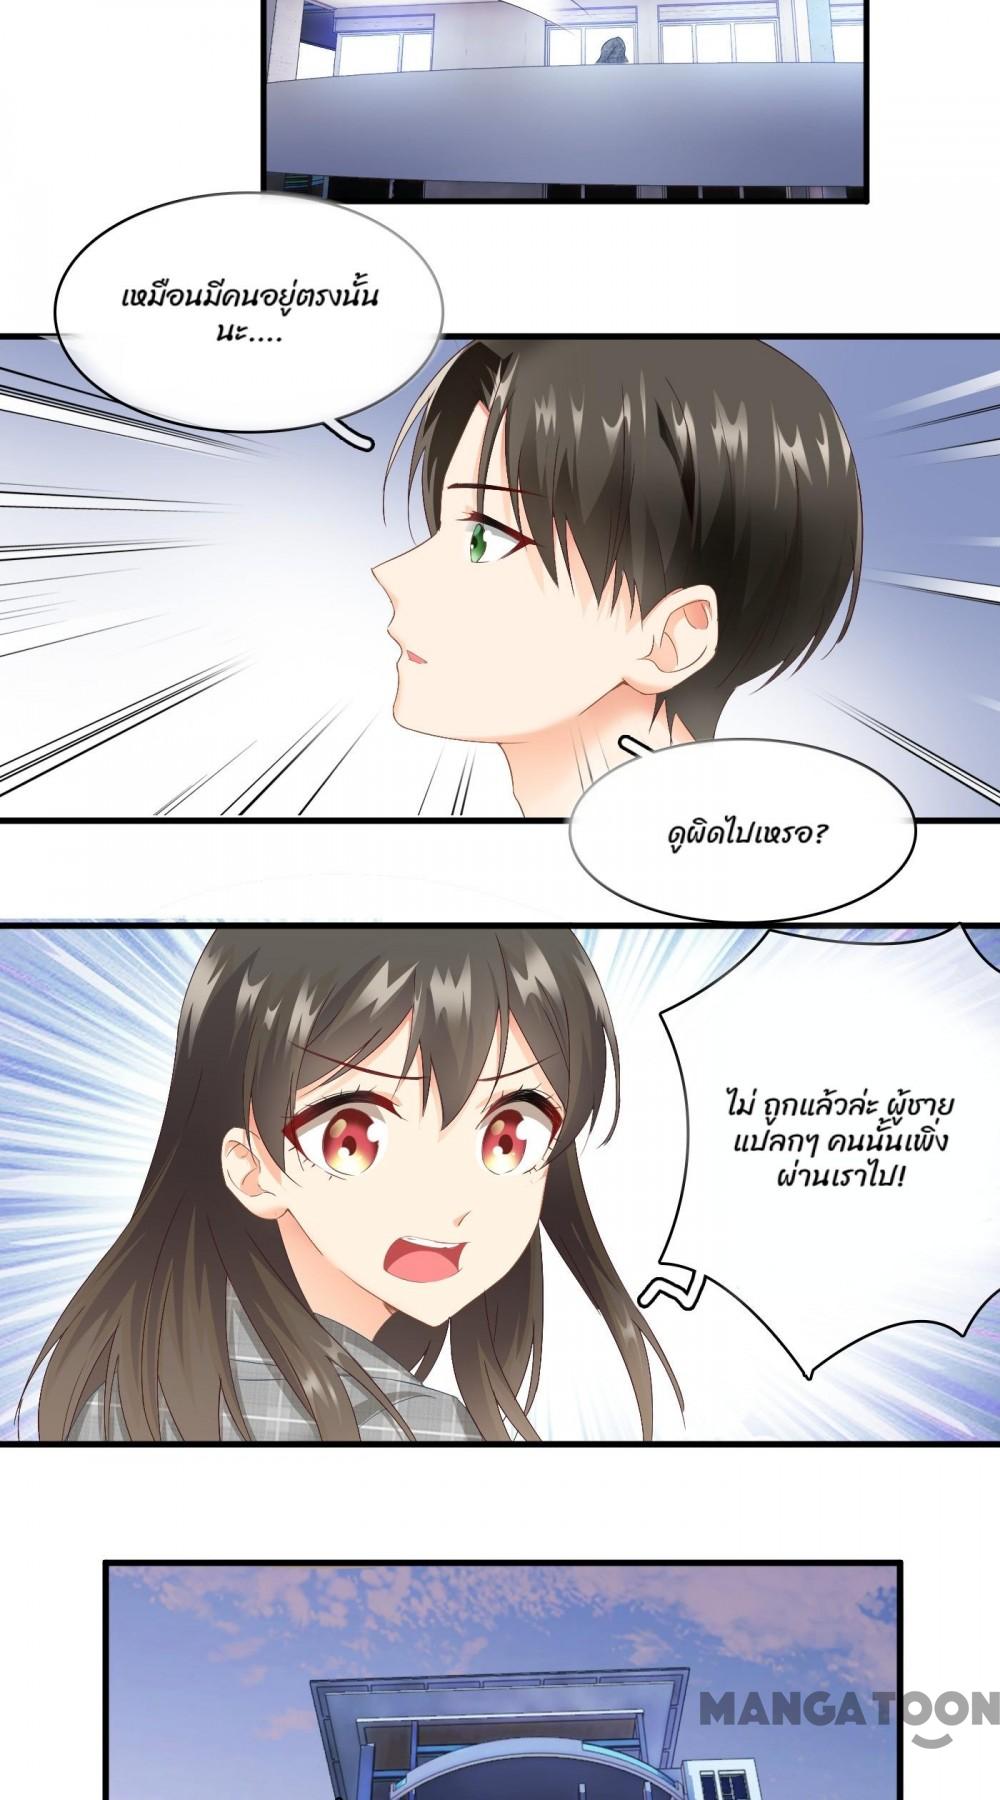 เหมือนมีคนอยู่ตรงนั้น
นะ....
ดูผิดไปเหรอ?
ไม่ ถูกแล้วล่ะ ผู้ชาย
แปลกๆ คนนั้นเพิ่ง
ผ่านเราไป!
MANGATOON